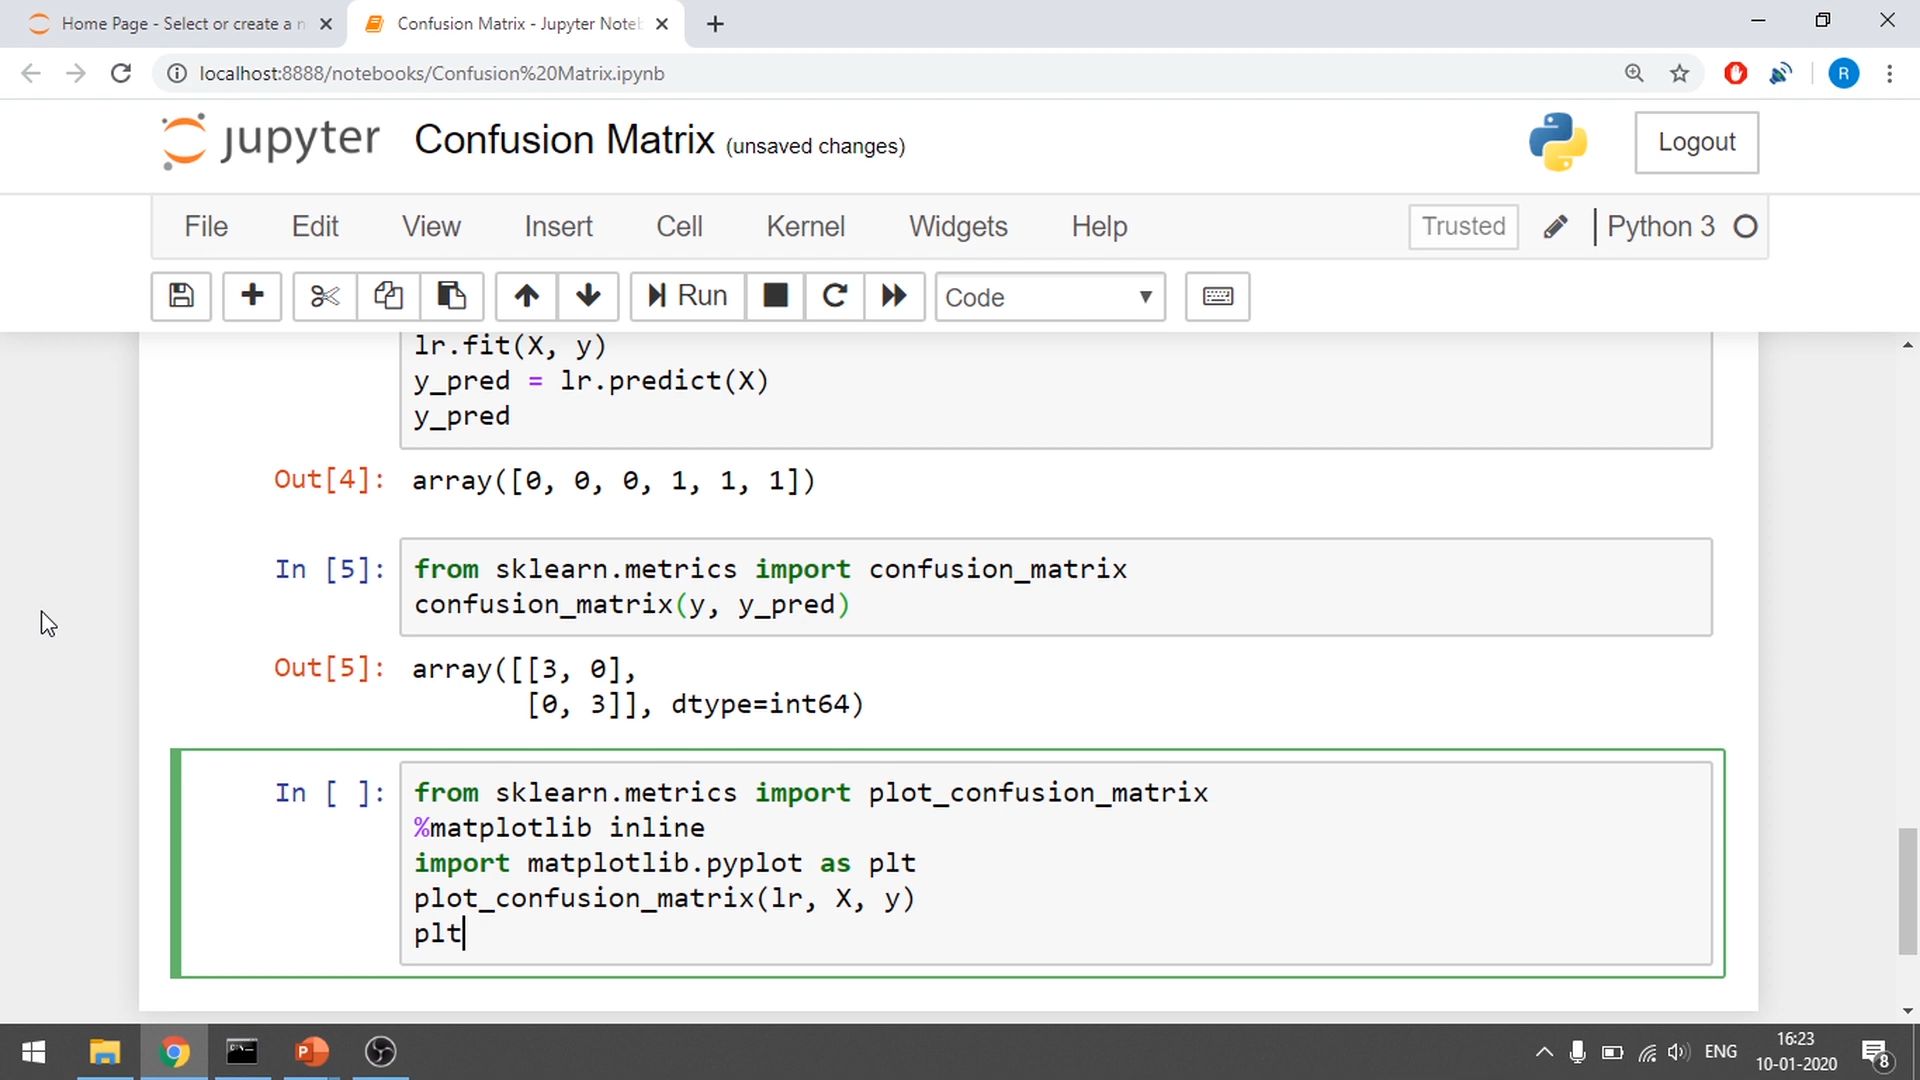 Home Page - Select or create a n
Confusion Matrix - Jupyter Noteb
localhost:8888/notebooks/Confusion%20Matrix.ipynb
R
jupyter Confusion Matrix (unsaved changes)
Logout
File Edit View Insert Cell Kernel Widgets Help Trusted Python 3
Run Code
lr.fit(X, y)
y_pred = lr.predict(X)
y_pred
Out[4]: array([0, 0, 0, 1, 1, 1])
In [5]: from sklearn.metrics import confusion_matrix
confusion_matrix(y, y_pred)
Out[5]: array([[3, 0],
[0, 3]], dtype=int64)
In [ ]: from sklearn.metrics import plot_confusion_matrix
%matplotlib inline
import matplotlib.pyplot as plt
plot_confusion_matrix(lr, X, y)
plt
ENG
16:23
10-01-2020
8